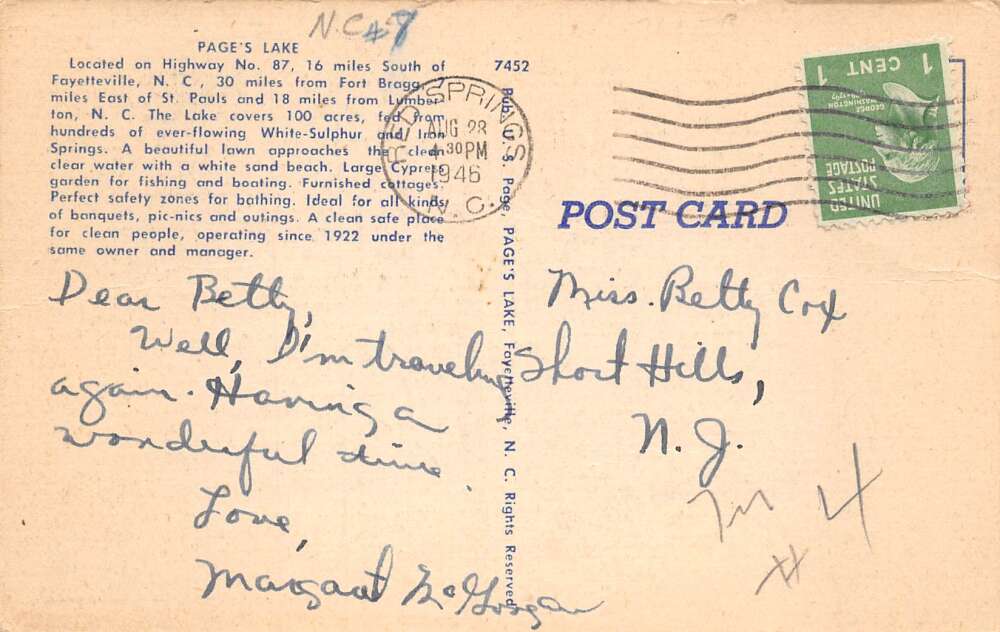 N.C #8
PAGE'S LAKE
Located on Highway No. 87, 16 miles South of
Fayetteville, N. C., 30 miles from Fort Bragg,
miles East of St. Pauls and 18 miles from Lumber-
ton, N. C. The Lake covers 100 acres, fed from
hundreds of ever-flowing White-Sulphur and Iron
Springs. A beautiful lawn approaches the clean
clear water with a white sand beach. Large Cypress
garden for fishing and boating. Furnished cottages.
Perfect safety zones for bathing. Ideal for all kinds
of banquets, pic-nics and outings. A clean safe place
for clean people, operating since 1922 under the
same owner and manager.
7452
Pub. U. S. Page, PAGE'S LAKE, Fayetteville, N. C. Rights Reserved
RED SPRINGS
AUG 28
4 30 PM
1946
N. C.
POST CARD
UNITED
STATES
POSTAGE
GEORGE
WASHINGTON
1 CENT 1
Dear Betty,
Well, I'm traveling
again. Having a
wonderful time.
Love,
Margaret McGorgan
Miss. Betty Cox
Short Hills,
N. J.
4
#